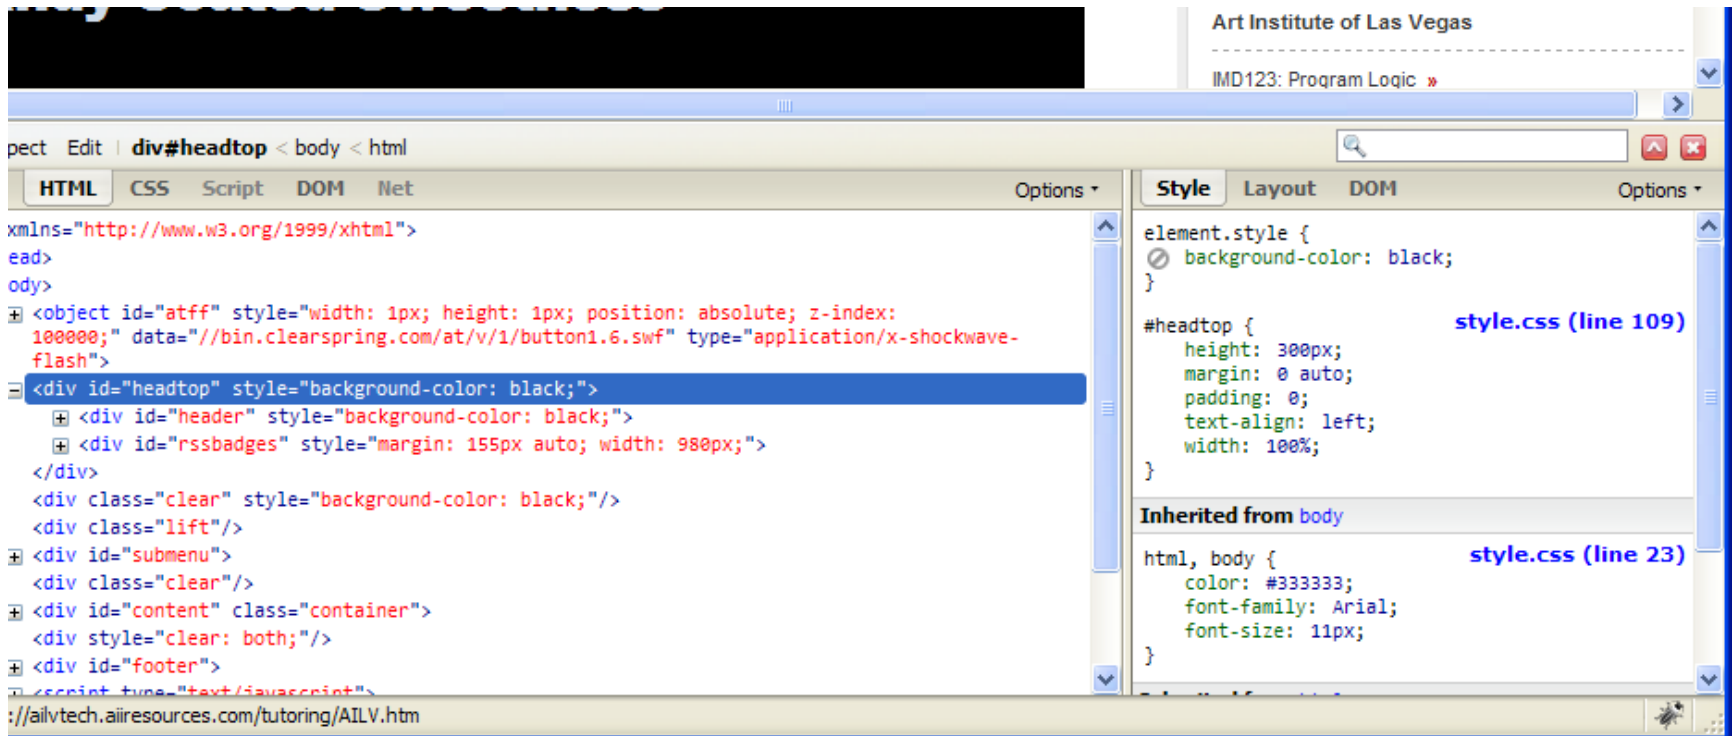 Coated Sweetness
Art Institute of Las Vegas
IMD123: Program Logic »
pect Edit div#headtop < body < html
HTML CSS Script DOM Net Options
Style Layout DOM Options
xmlns="http://www.w3.org/1999/xhtml">
ead>
ody>
<object id="atff" style="width: 1px; height: 1px; position: absolute; z-index:
100000;" data="//bin.clearspring.com/at/v/1/button1.6.swf" type="application/x-shockwave-
flash">
<div id="headtop" style="background-color: black;">
<div id="header" style="background-color: black;">
<div id="rssbadges" style="margin: 155px auto; width: 980px;">
</div>
<div class="clear" style="background-color: black;"/>
<div class="lift"/>
<div id="submenu">
<div class="clear"/>
<div id="content" class="container">
<div style="clear: both;"/>
<div id="footer">
<script type="text/javascript">
element.style {
background-color: black;
}
#headtop { style.css (line 109)
height: 300px;
margin: 0 auto;
padding: 0;
text-align: left;
width: 100%;
}
Inherited from body
html, body { style.css (line 23)
color: #333333;
font-family: Arial;
font-size: 11px;
}
://ailvtech.aiiresources.com/tutoring/AILV.htm